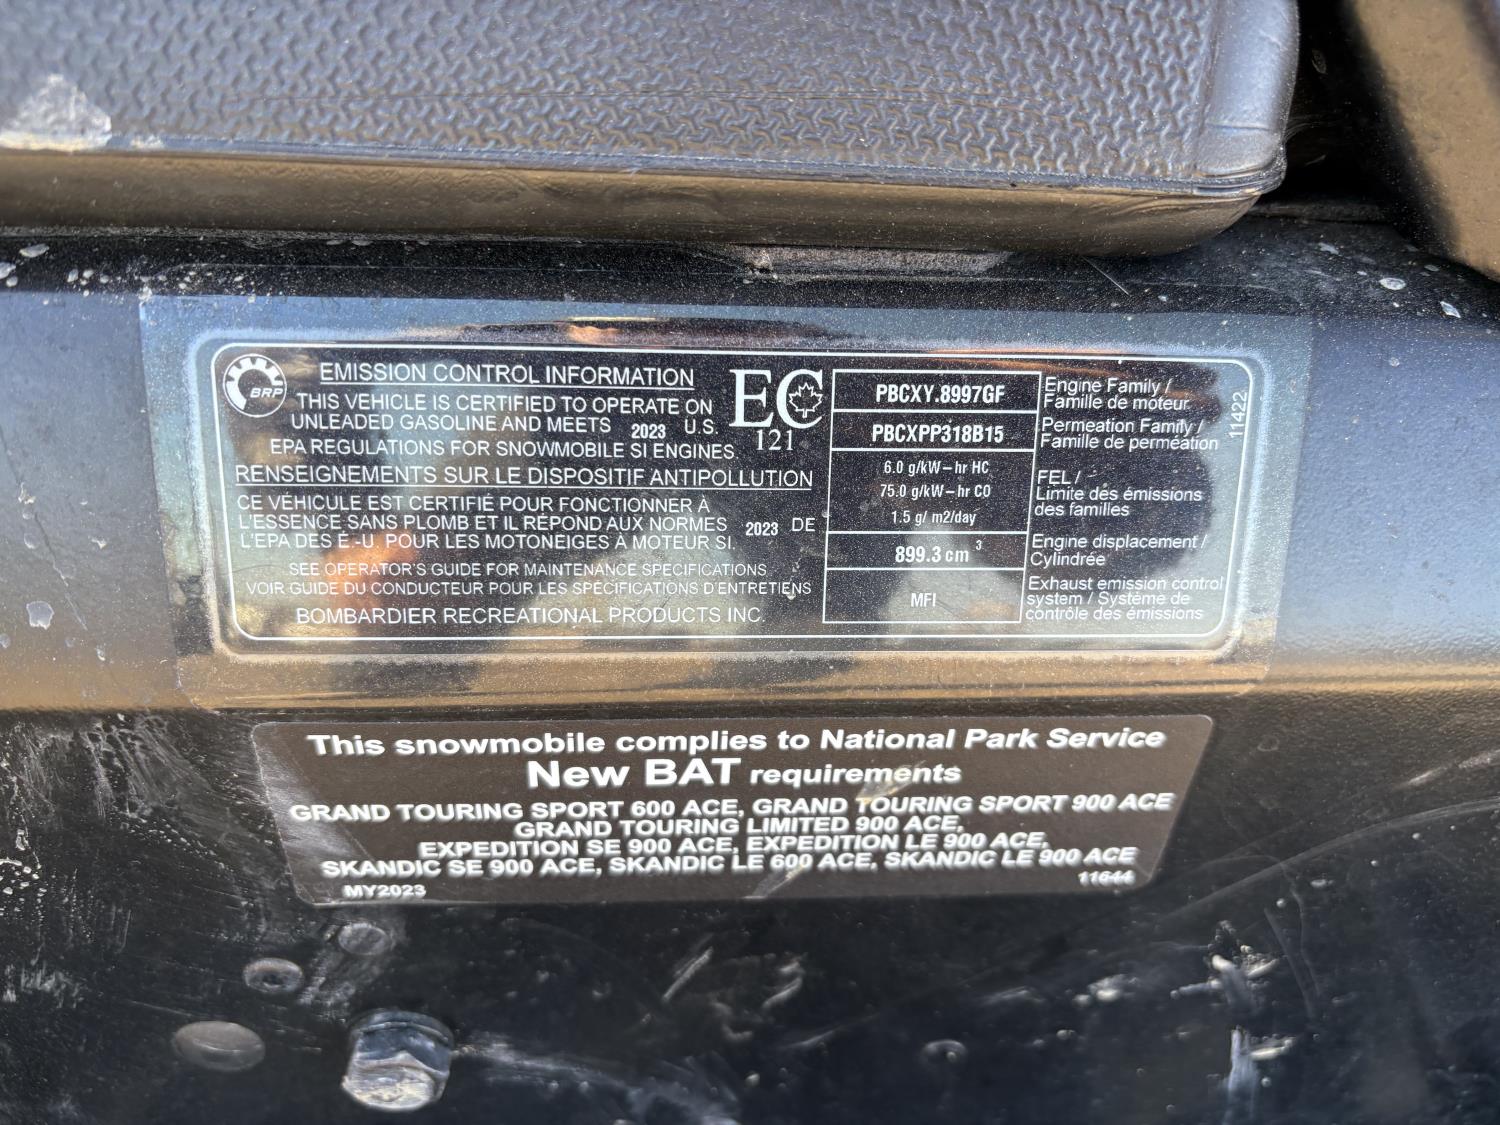 BRP
EMISSION CONTROL INFORMATION
THIS VEHICLE IS CERTIFIED TO OPERATE ON
UNLEADED GASOLINE AND MEETS 2023 U.S.
EPA REGULATIONS FOR SNOWMOBILE SI ENGINES.
RENSEIGNEMENTS SUR LE DISPOSITIF ANTIPOLLUTION
CE VÉHICULE EST CERTIFIÉ POUR FONCTIONNER À
L'ESSENCE SANS PLOMB ET IL RÉPOND AUX NORMES 2023 DE
L'EPA DES É.-U. POUR LES MOTONEIGES À MOTEUR SI.
SEE OPERATOR'S GUIDE FOR MAINTENANCE SPECIFICATIONS
VOIR GUIDE DU CONDUCTEUR POUR LES SPÉCIFICATIONS D'ENTRETIENS
BOMBARDIER RECREATIONAL PRODUCTS INC.
EC
121
PBCXY.8997GF
Engine Family /
Famille de moteur
PBCXPP318B15
Permeation Family /
Famille de perméation
6.0 g/kW-hr HC
75.0 g/kW-hr CO
1.5 g/ m2/day
FEL /
Limite des émissions
des familles
899.3 cm 3
Engine displacement /
Cylindrée
MFI
Exhaust emission control
system / Système de
contrôle des émissions
11422
This snowmobile complies to National Park Service
New BAT requirements
GRAND TOURING SPORT 600 ACE, GRAND TOURING SPORT 900 ACE
GRAND TOURING LIMITED 900 ACE,
EXPEDITION SE 900 ACE, EXPEDITION LE 900 ACE,
SKANDIC SE 900 ACE, SKANDIC LE 600 ACE, SKANDIC LE 900 ACE
MY2023
11644